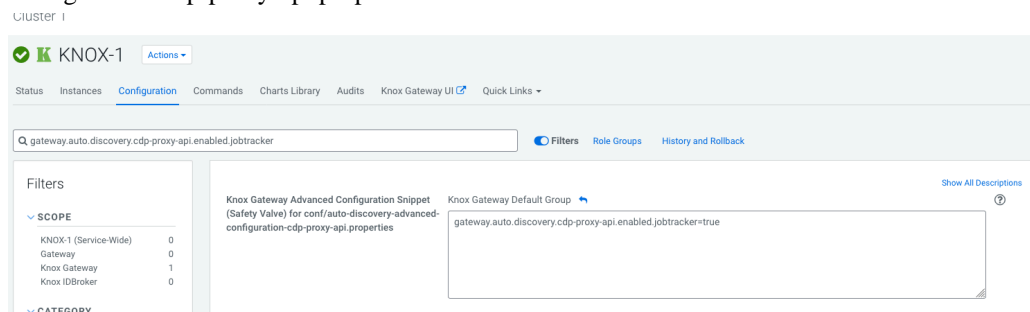 Cluster 1
K KNOX-1 Actions
Status Instances Configuration Commands Charts Library Audits Knox Gateway UI Quick Links
gateway.auto.discovery.cdp-proxy-api.enabled.jobtracker
Filters Role Groups History and Rollback
Filters
Show All Descriptions
SCOPE
KNOX-1 (Service-Wide) 0
Gateway 0
Knox Gateway 1
Knox IDBroker 0
CATEGORY
Knox Gateway Advanced Configuration Snippet
(Safety Valve) for conf/auto-discovery-advanced-
configuration-cdp-proxy-api.properties
Knox Gateway Default Group
gateway.auto.discovery.cdp-proxy-api.enabled.jobtracker=true